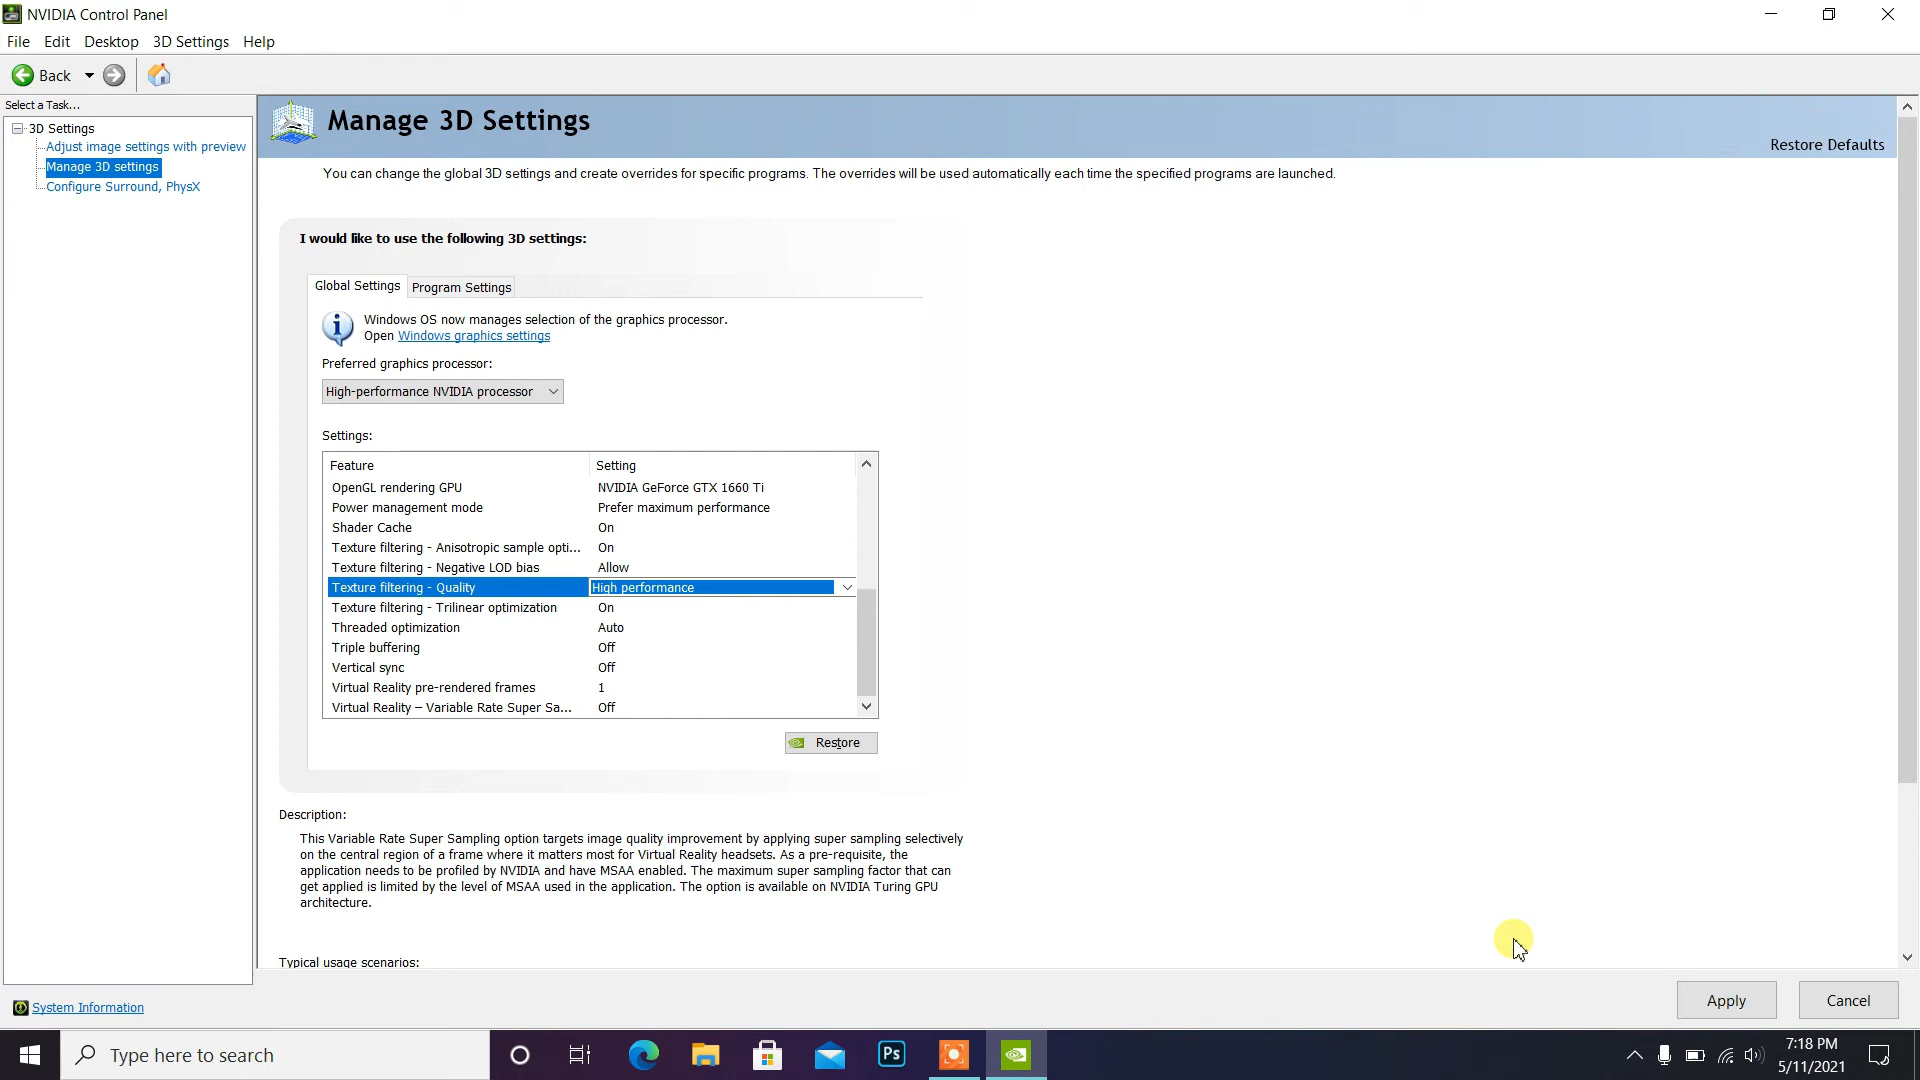 NVIDIA Control Panel
File Edit Desktop 3D Settings Help
Back
Select a Task...
3D Settings
Adjust image settings with preview
Manage 3D settings
Configure Surround, PhysX
Manage 3D Settings
Restore Defaults
You can change the global 3D settings and create overrides for specific programs. The overrides will be used automatically each time the specified programs are launched.
I would like to use the following 3D settings:
Global Settings Program Settings
Windows OS now manages selection of the graphics processor.
Open Windows graphics settings
Preferred graphics processor:
High-performance NVIDIA processor
Settings:
Feature Setting
OpenGL rendering GPU NVIDIA GeForce GTX 1660 Ti
Power management mode Prefer maximum performance
Shader Cache On
Texture filtering - Anisotropic sample opti... On
Texture filtering - Negative LOD bias Allow
Texture filtering - Quality High performance
Texture filtering - Trilinear optimization On
Threaded optimization Auto
Triple buffering Off
Vertical sync Off
Virtual Reality pre-rendered frames 1
Virtual Reality – Variable Rate Super Sa... Off
Restore
Description:
This Variable Rate Super Sampling option targets image quality improvement by applying super sampling selectively
on the central region of a frame where it matters most for Virtual Reality headsets. As a pre-requisite, the
application needs to be profiled by NVIDIA and have MSAA enabled. The maximum super sampling factor that can
get applied is limited by the level of MSAA used in the application. The option is available on NVIDIA Turing GPU
architecture.
Typical usage scenarios:
System Information
Apply Cancel
Type here to search
Ps
7:18 PM
5/11/2021